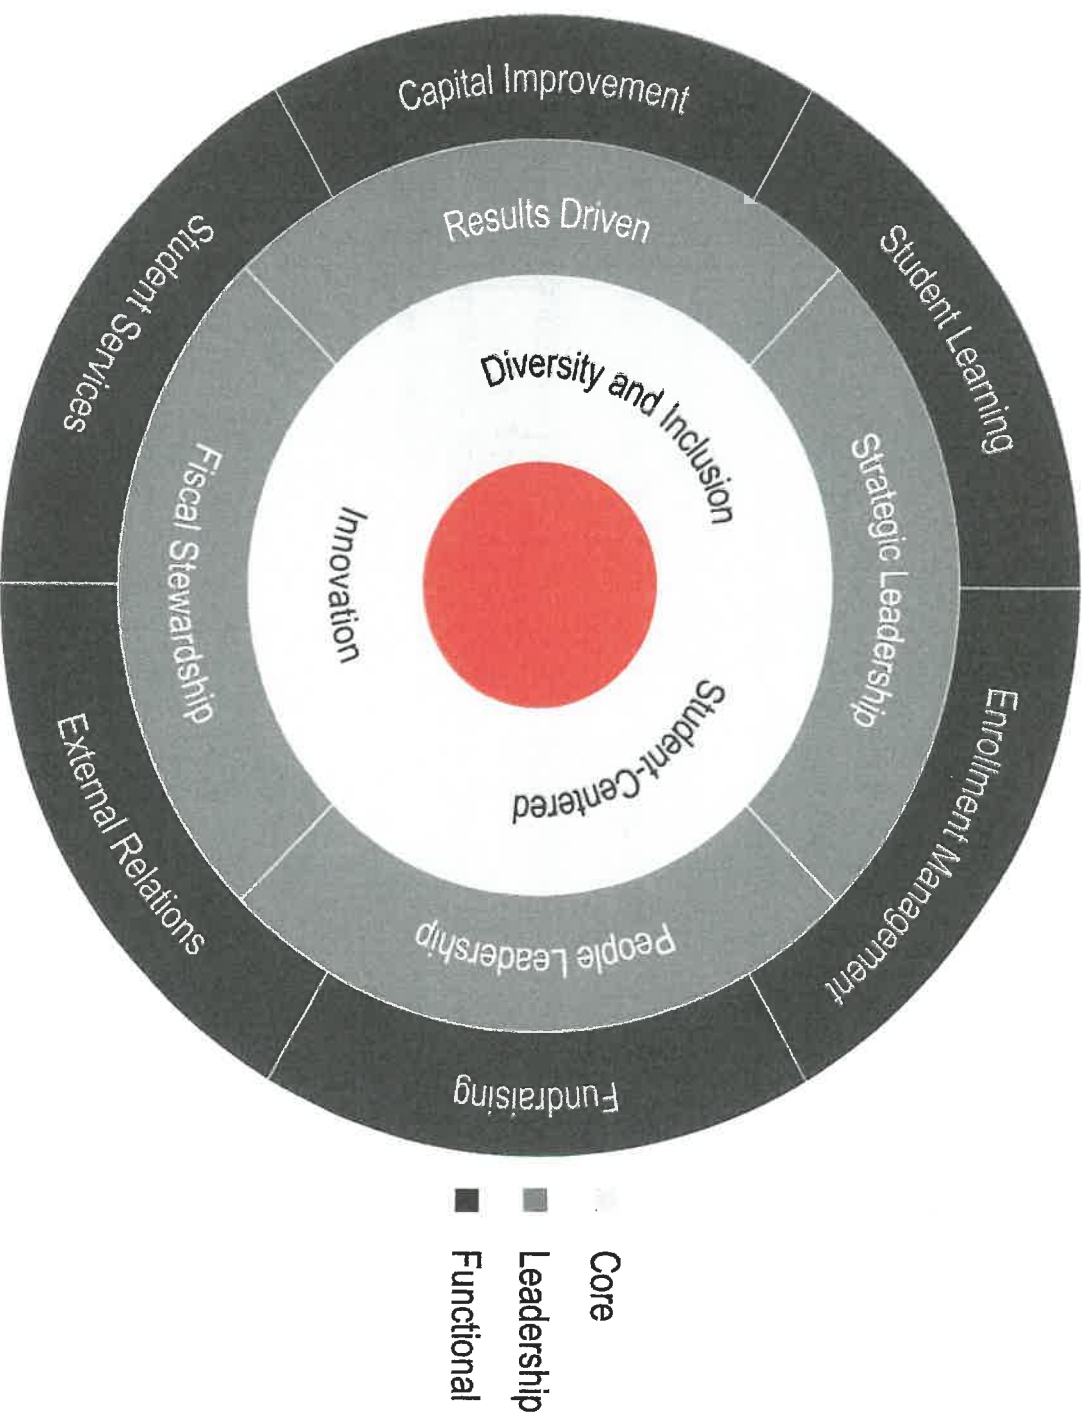 Capital Improvement
Student Learning
Enrollment Management
Fundraising
External Relations
Student Services
Results Driven
Strategic Leadership
People Leadership
Fiscal Stewardship
Diversity and Inclusion
Student-Centered
Innovation
Core
Leadership
Functional